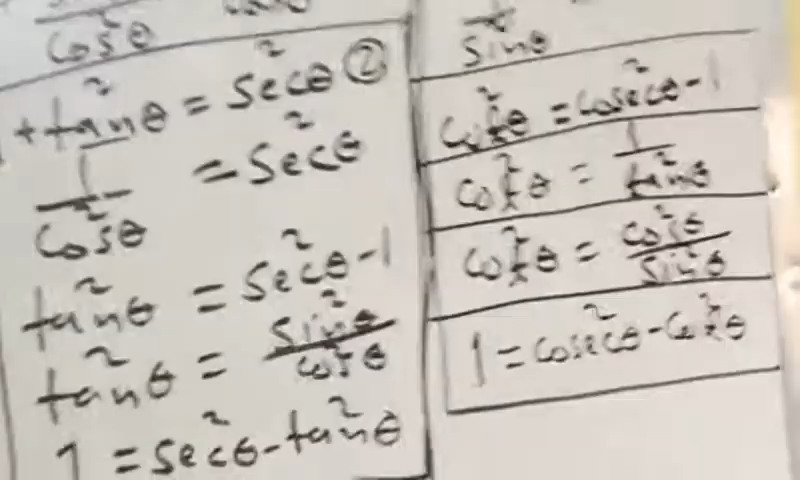 cos²θ
1 + tan²θ = sec²θ ②
1/cos²θ = sec²θ
tan²θ = sec²θ - 1
tan²θ = sin²θ/cos²θ
1 = sec²θ - tan²θ
sin²θ
cot²θ = cosec²θ - 1
cot²θ = 1/tan²θ
cot²θ = cos²θ/sin²θ
1 = cosec²θ - cot²θ